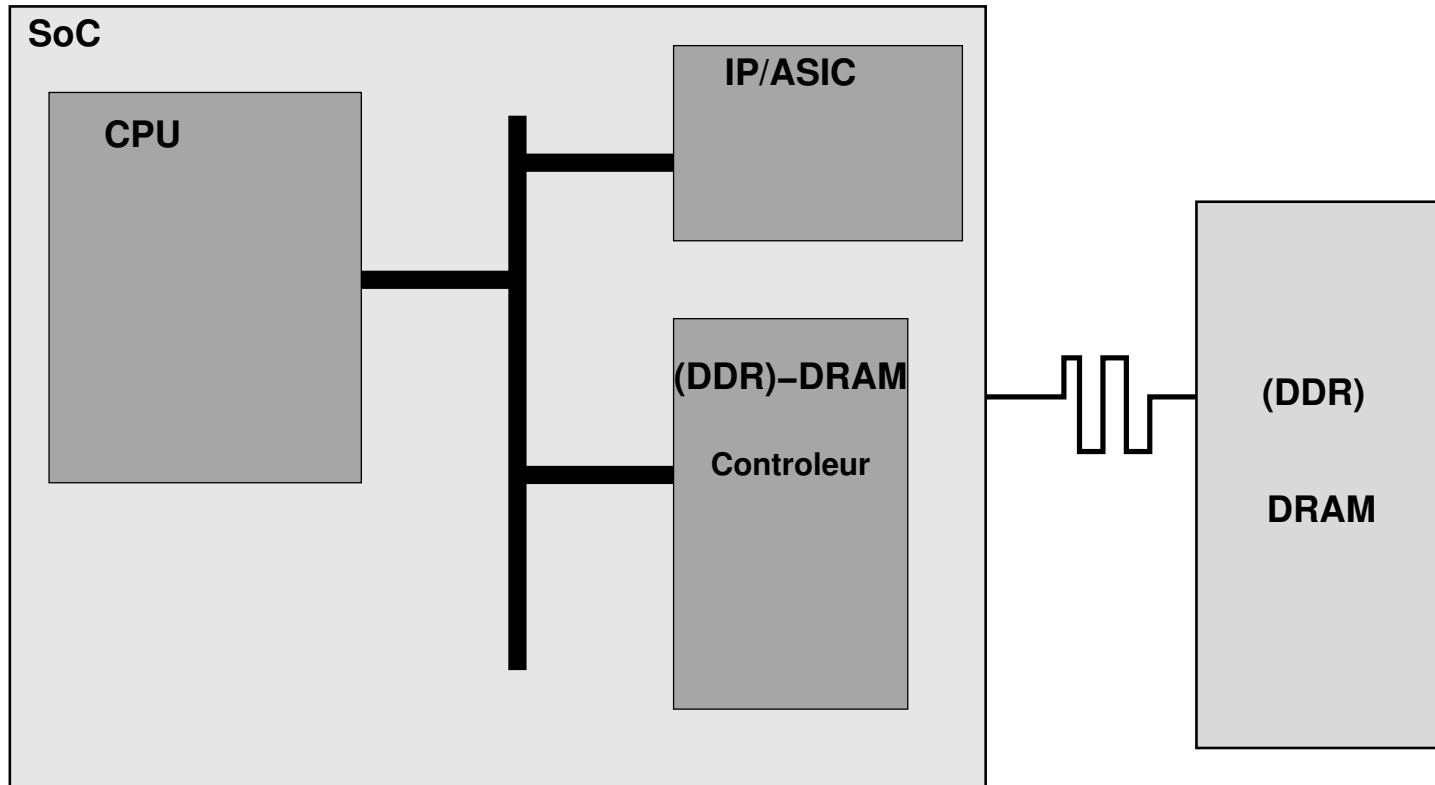 SoC
CPU
IP/ASIC
(DDR)−DRAM
Controleur
(DDR)
DRAM